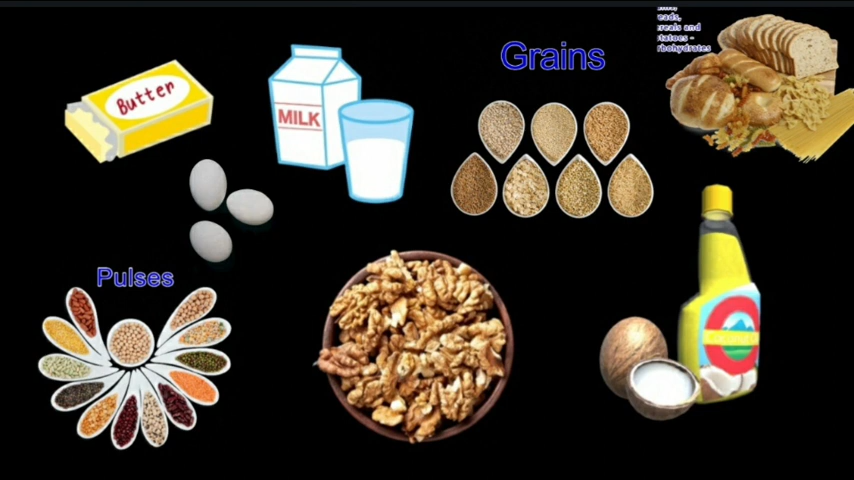 eads,
reals and
tatoes -
rbohydrates
Grains
Butter
MILK
Pulses